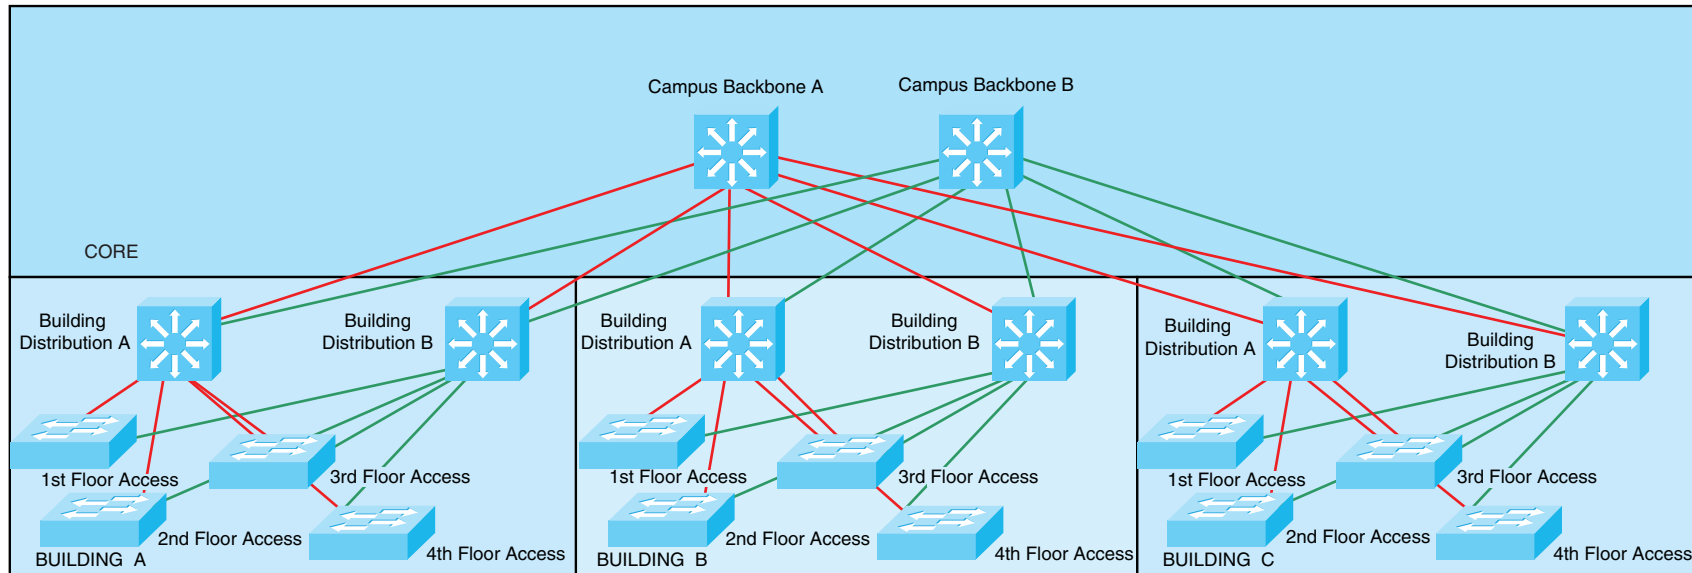 Campus Backbone A
Campus Backbone B
CORE
Building
Distribution A
Building
Distribution B
1st Floor Access
3rd Floor Access
2nd Floor Access
4th Floor Access
BUILDING A
Building
Distribution A
Building
Distribution B
1st Floor Access
3rd Floor Access
2nd Floor Access
4th Floor Access
BUILDING B
Building
Distribution A
Building
Distribution B
1st Floor Access
3rd Floor Access
2nd Floor Access
4th Floor Access
BUILDING C